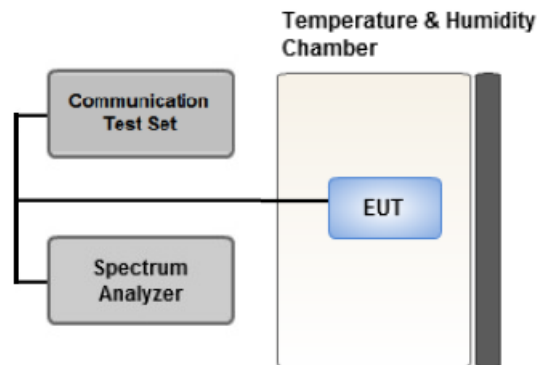 Temperature & Humidity
Chamber
Communication
Test Set
EUT
Spectrum
Analyzer